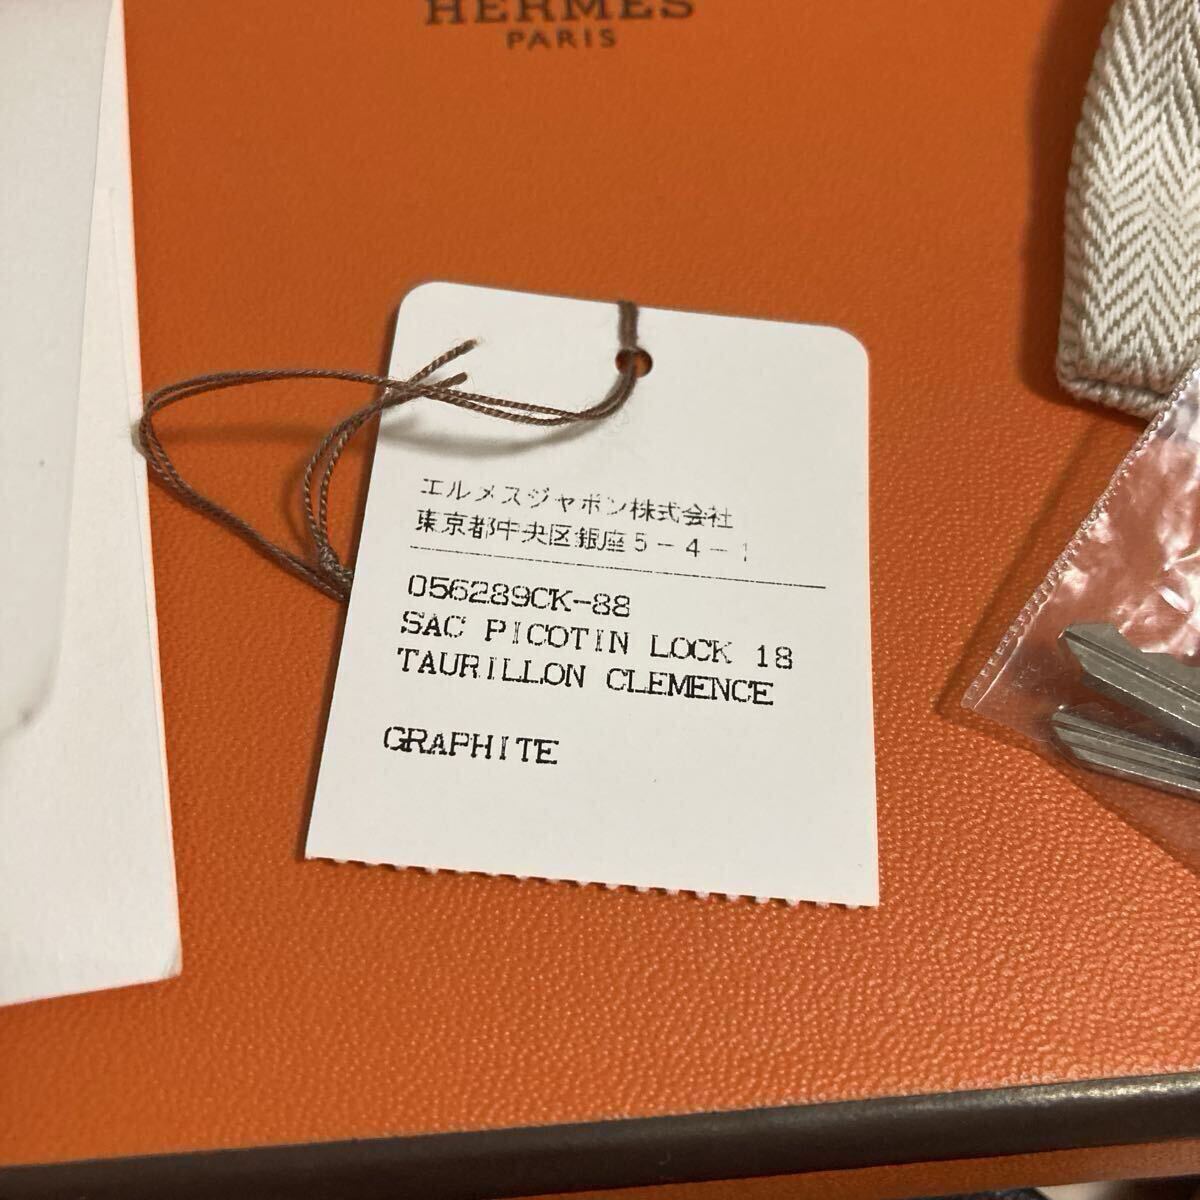 HERMES
PARIS
エルメスジャポン株式会社
東京都中央区銀座5-4-1
056289CK-88
SAC PICOTIN LOCK 18
TAURILLON CLEMENCE
GRAPHITE